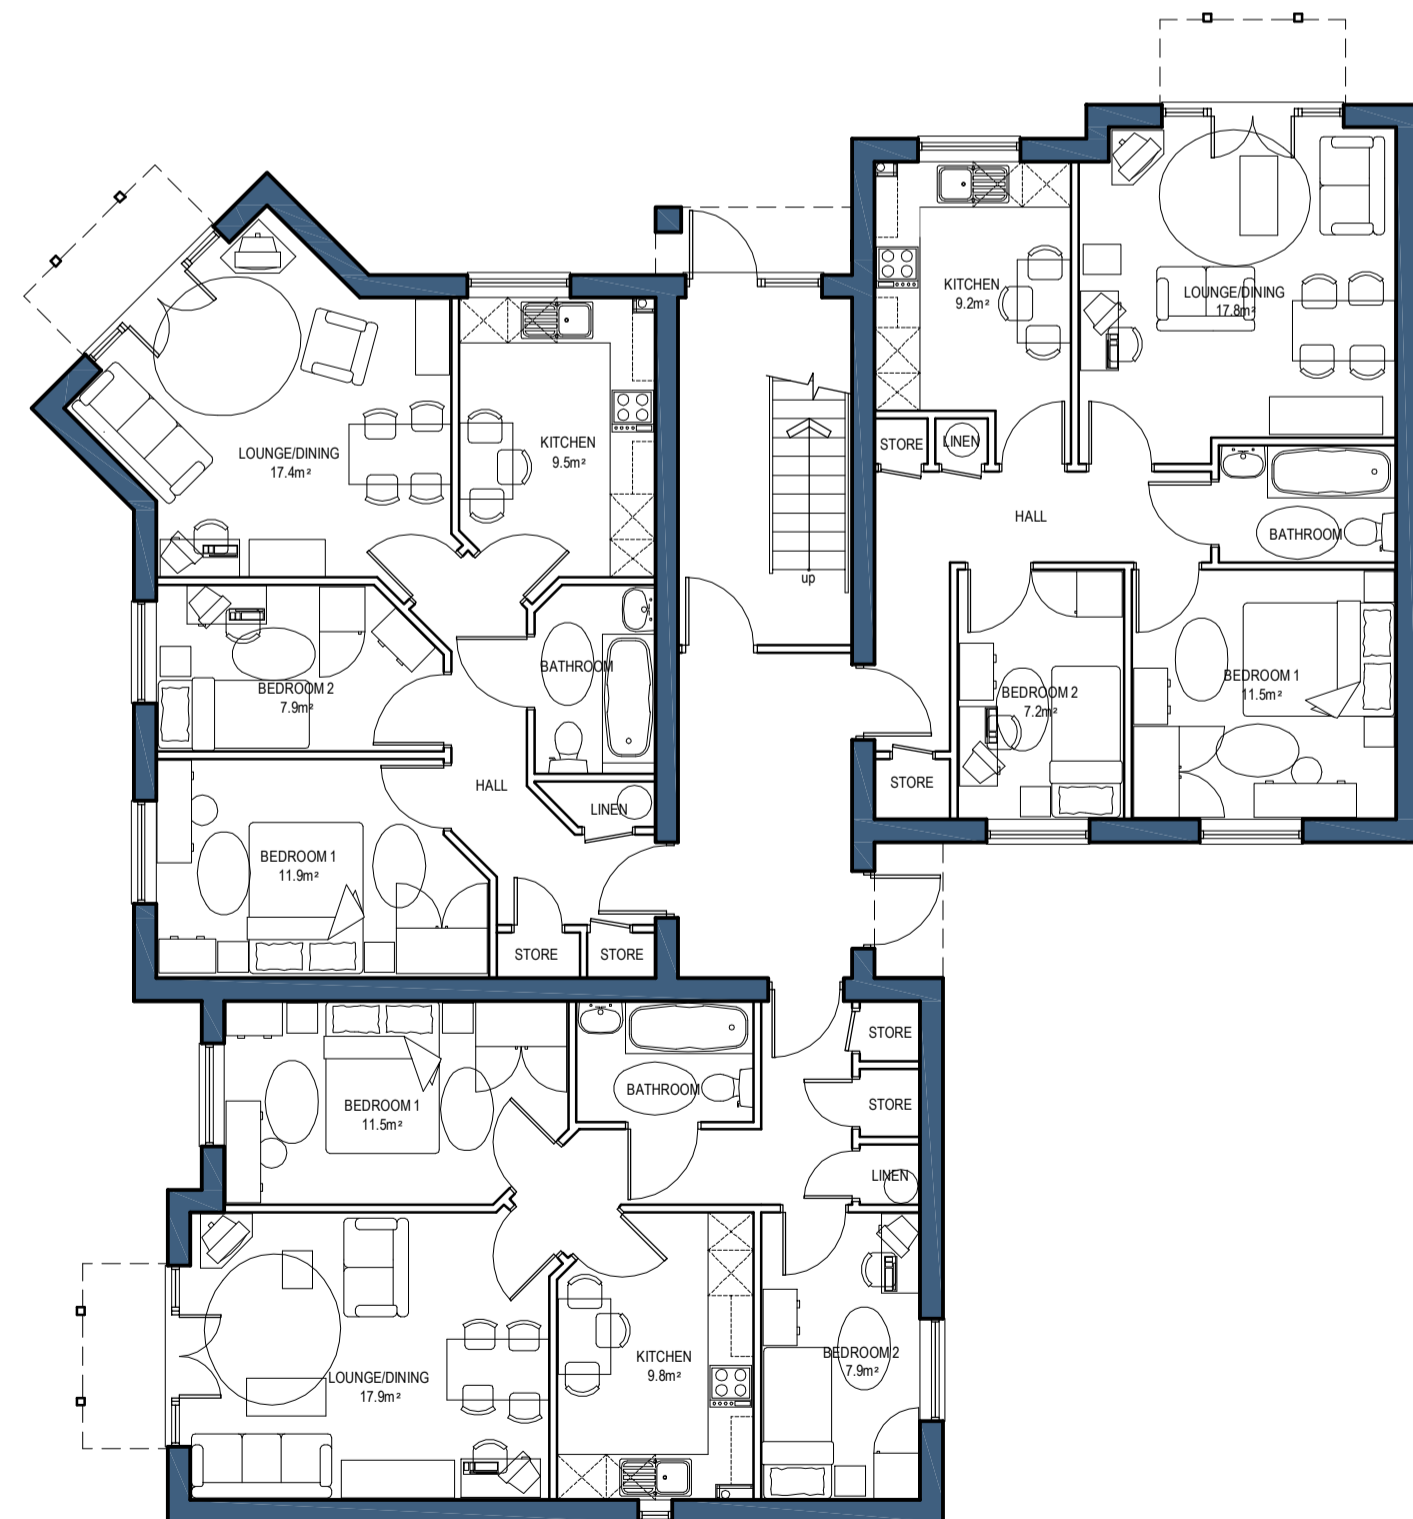 KITCHEN
9.2m²
LOUNGE/DINING
17.8m²
STORE
LINEN
HALL
BATHROOM
BEDROOM 2
7.2m²
BEDROOM 1
11.5m²
STORE
up
LOUNGE/DINING
17.4m²
KITCHEN
9.5m²
BEDROOM 2
7.9m²
BATHROOM
HALL
LINEN
BEDROOM 1
11.9m²
STORE
STORE
BEDROOM 1
11.5m²
BATHROOM
STORE
STORE
LINEN
LOUNGE/DINING
17.9m²
KITCHEN
9.8m²
BEDROOM 2
7.9m²